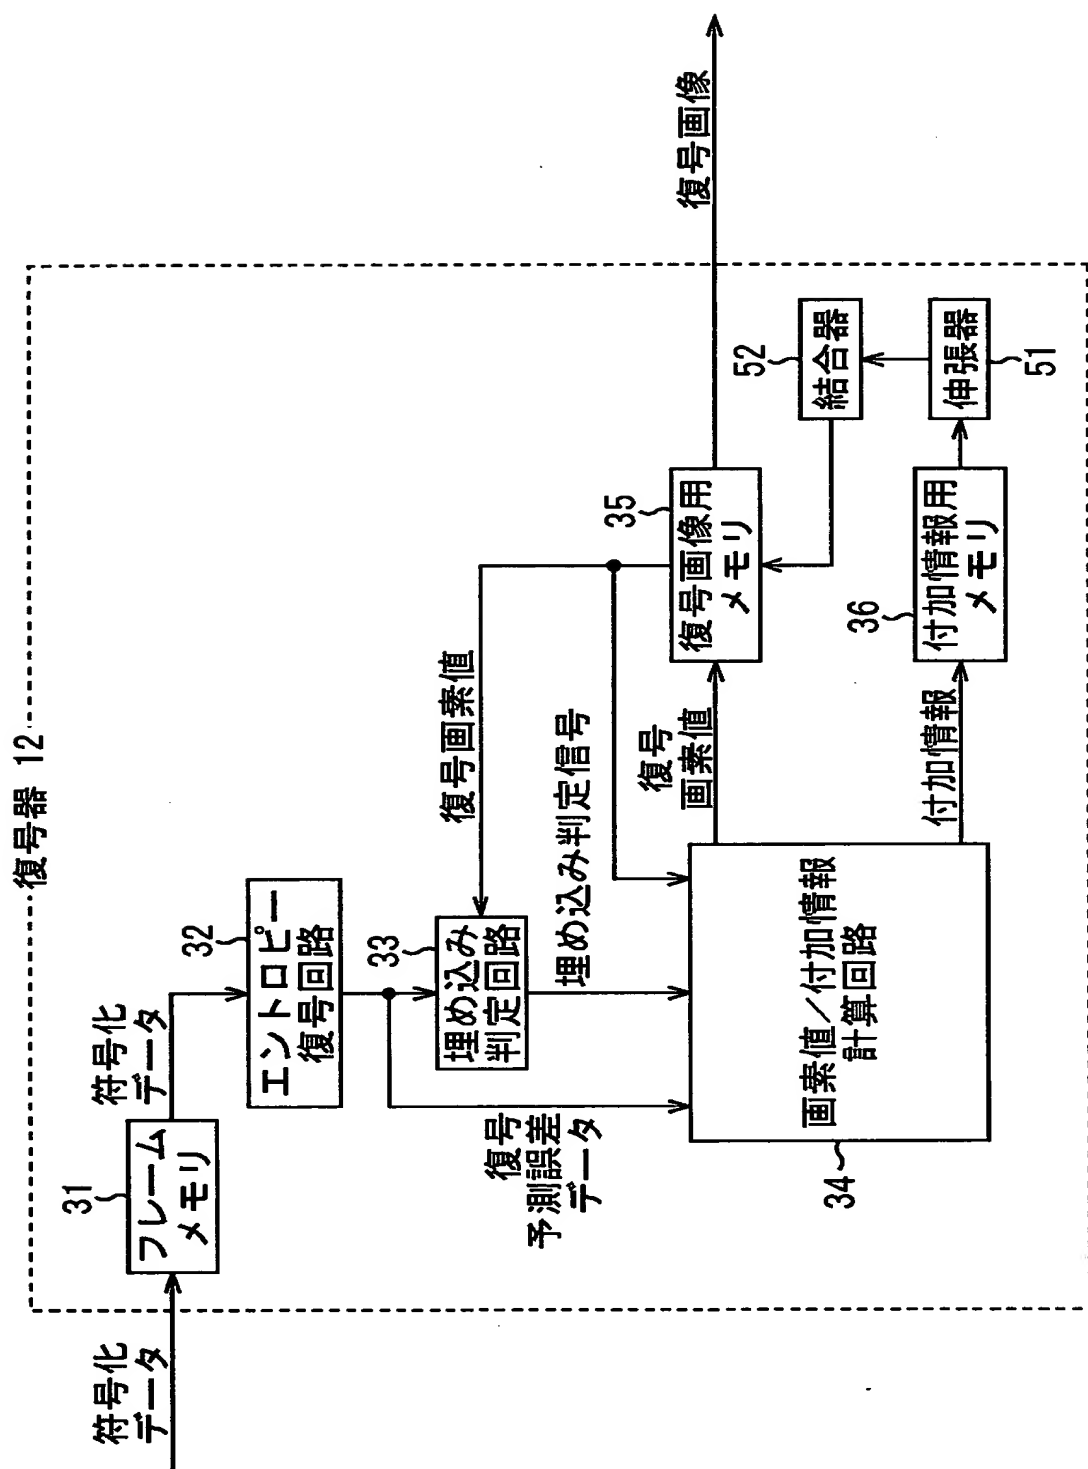 復号器 12
符号化
データ
31
フレーム
メモリ
符号化
データ
32
エントロピー
復号回路
33
埋め込み
判定回路
復号画素値
復号
予測誤差
データ
埋め込み判定信号
画素値／付加情報
計算回路
34
復号
画素値
35
復号画像用
メモリ
復号画像
付加情報
36
付加情報用
メモリ
52
結合器
伸張器
51